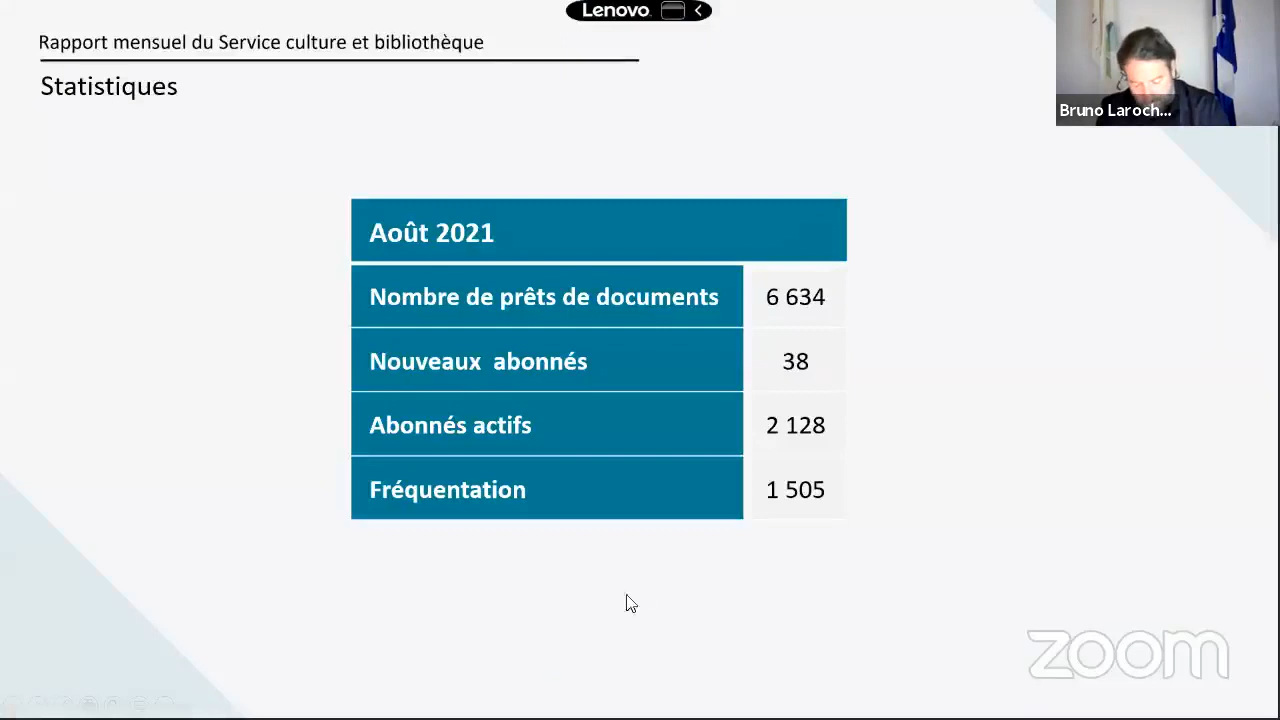 Lenovo
Rapport mensuel du Service culture et bibliothèque
Statistiques
Bruno Laroch...
Août 2021
Nombre de prêts de documents 6 634
Nouveaux abonnés 38
Abonnés actifs 2 128
Fréquentation 1 505
zoom